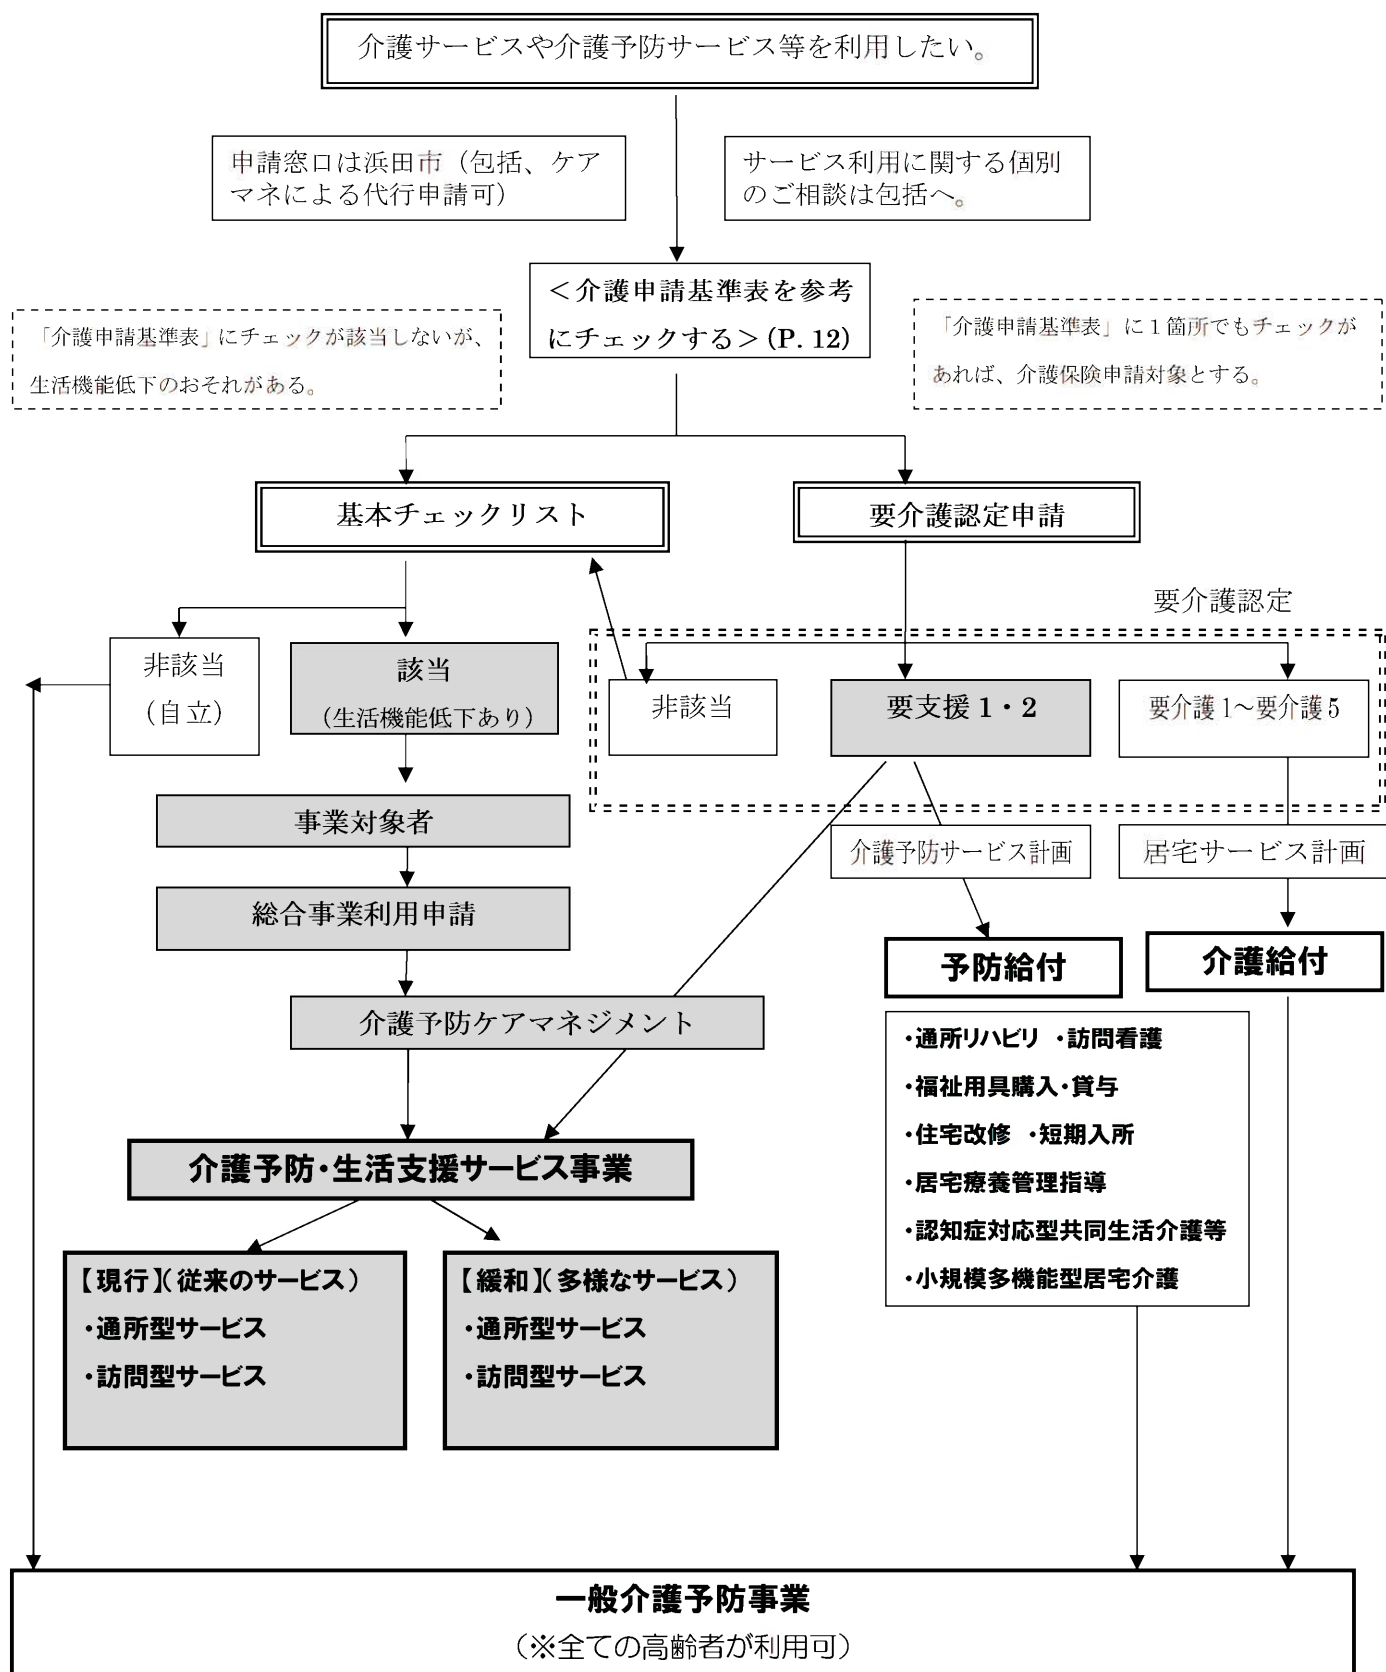 介護サービスや介護予防サービス等を利用したい。
申請窓口は浜田市（包括、ケア
マネによる代行申請可）
サービス利用に関する個別
のご相談は包括へ。
＜介護申請基準表を参考
にチェックする＞(P. 12)
「介護申請基準表」にチェックが該当しないが、
生活機能低下のおそれがある。
「介護申請基準表」に１箇所でもチェックが
あれば、介護保険申請対象とする。
基本チェックリスト
要介護認定申請
要介護認定
非該当
（自立）
該当
（生活機能低下あり）
非該当
要支援 1・2
要介護 1～要介護 5
事業対象者
介護予防サービス計画
居宅サービス計画
総合事業利用申請
予防給付
介護給付
介護予防ケアマネジメント
・通所リハビリ ・訪問看護
・福祉用具購入・貸与
・住宅改修 ・短期入所
・居宅療養管理指導
・認知症対応型共同生活介護等
・小規模多機能型居宅介護
介護予防・生活支援サービス事業
【現行】（従来のサービス）
・通所型サービス
・訪問型サービス
【緩和】（多様なサービス）
・通所型サービス
・訪問型サービス
一般介護予防事業
（※全ての高齢者が利用可）